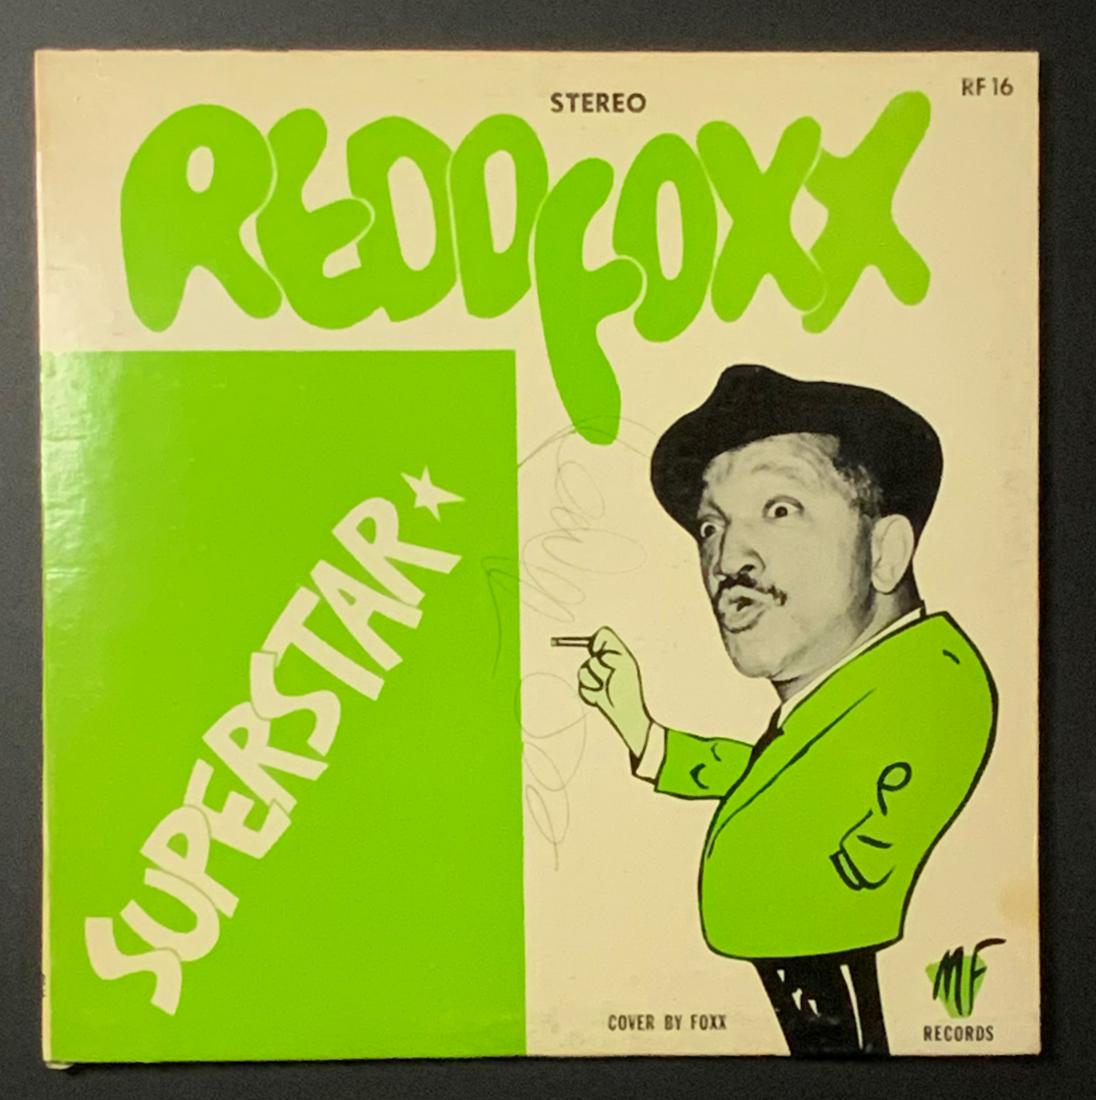 STEREO
RF 16
REDD FOXX
SUPERSTAR
COVER BY FOXX
MF
RECORDS